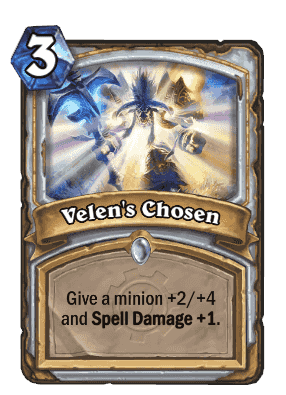 3
Velen's Chosen
Give a minion +2/+4
and Spell Damage +1.